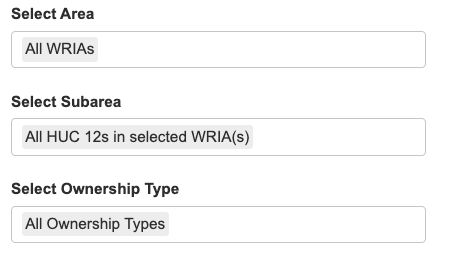 Select Area
All WRIAs
Select Subarea
All HUC 12s in selected WRIA(s)
Select Ownership Type
All Ownership Types